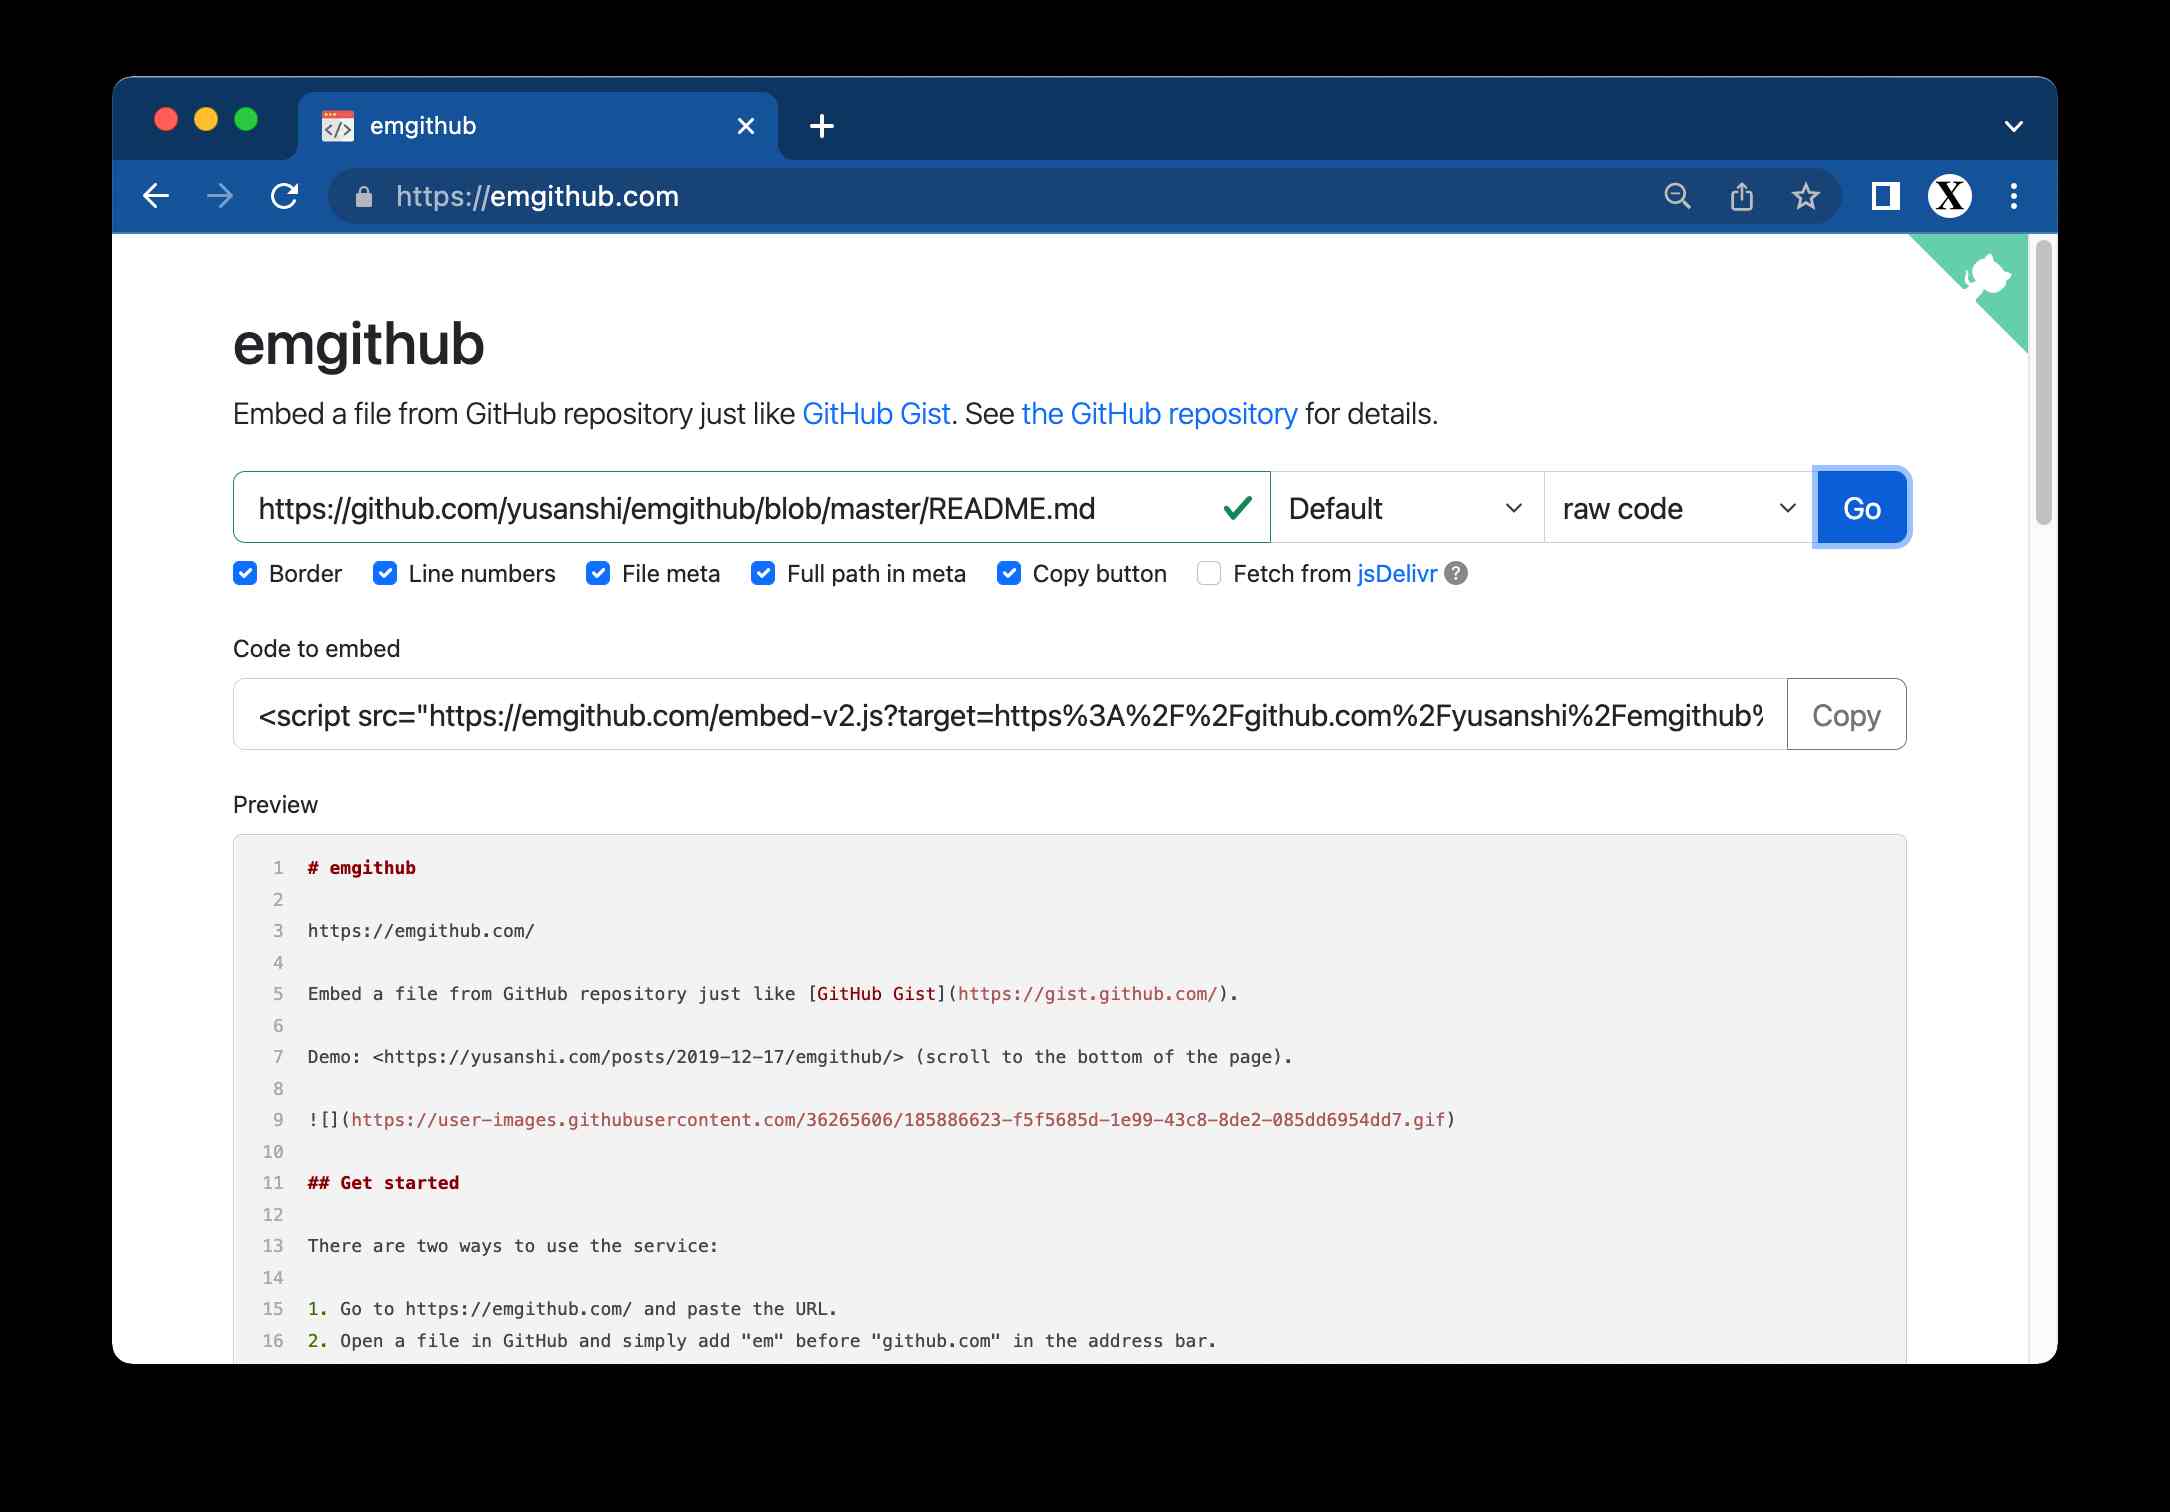 emgithub
https://emgithub.com
X
emgithub
Embed a file from GitHub repository just like GitHub Gist. See the GitHub repository for details.
https://github.com/yusanshi/emgithub/blob/master/README.md Default raw code Go
Border Line numbers File meta Full path in meta Copy button Fetch from jsDelivr ?
Code to embed
<script src="https://emgithub.com/embed-v2.js?target=https%3A%2F%2Fgithub.com%2Fyusanshi%2Femgithub% Copy
Preview
1 # emgithub
2
3 https://emgithub.com/
4
5 Embed a file from GitHub repository just like [GitHub Gist](https://gist.github.com/).
6
7 Demo: <https://yusanshi.com/posts/2019-12-17/emgithub/> (scroll to the bottom of the page).
8
9 ![](https://user-images.githubusercontent.com/36265606/185886623-f5f5685d-1e99-43c8-8de2-085dd6954dd7.gif)
10
11 ## Get started
12
13 There are two ways to use the service:
14
15 1. Go to https://emgithub.com/ and paste the URL.
16 2. Open a file in GitHub and simply add "em" before "github.com" in the address bar.